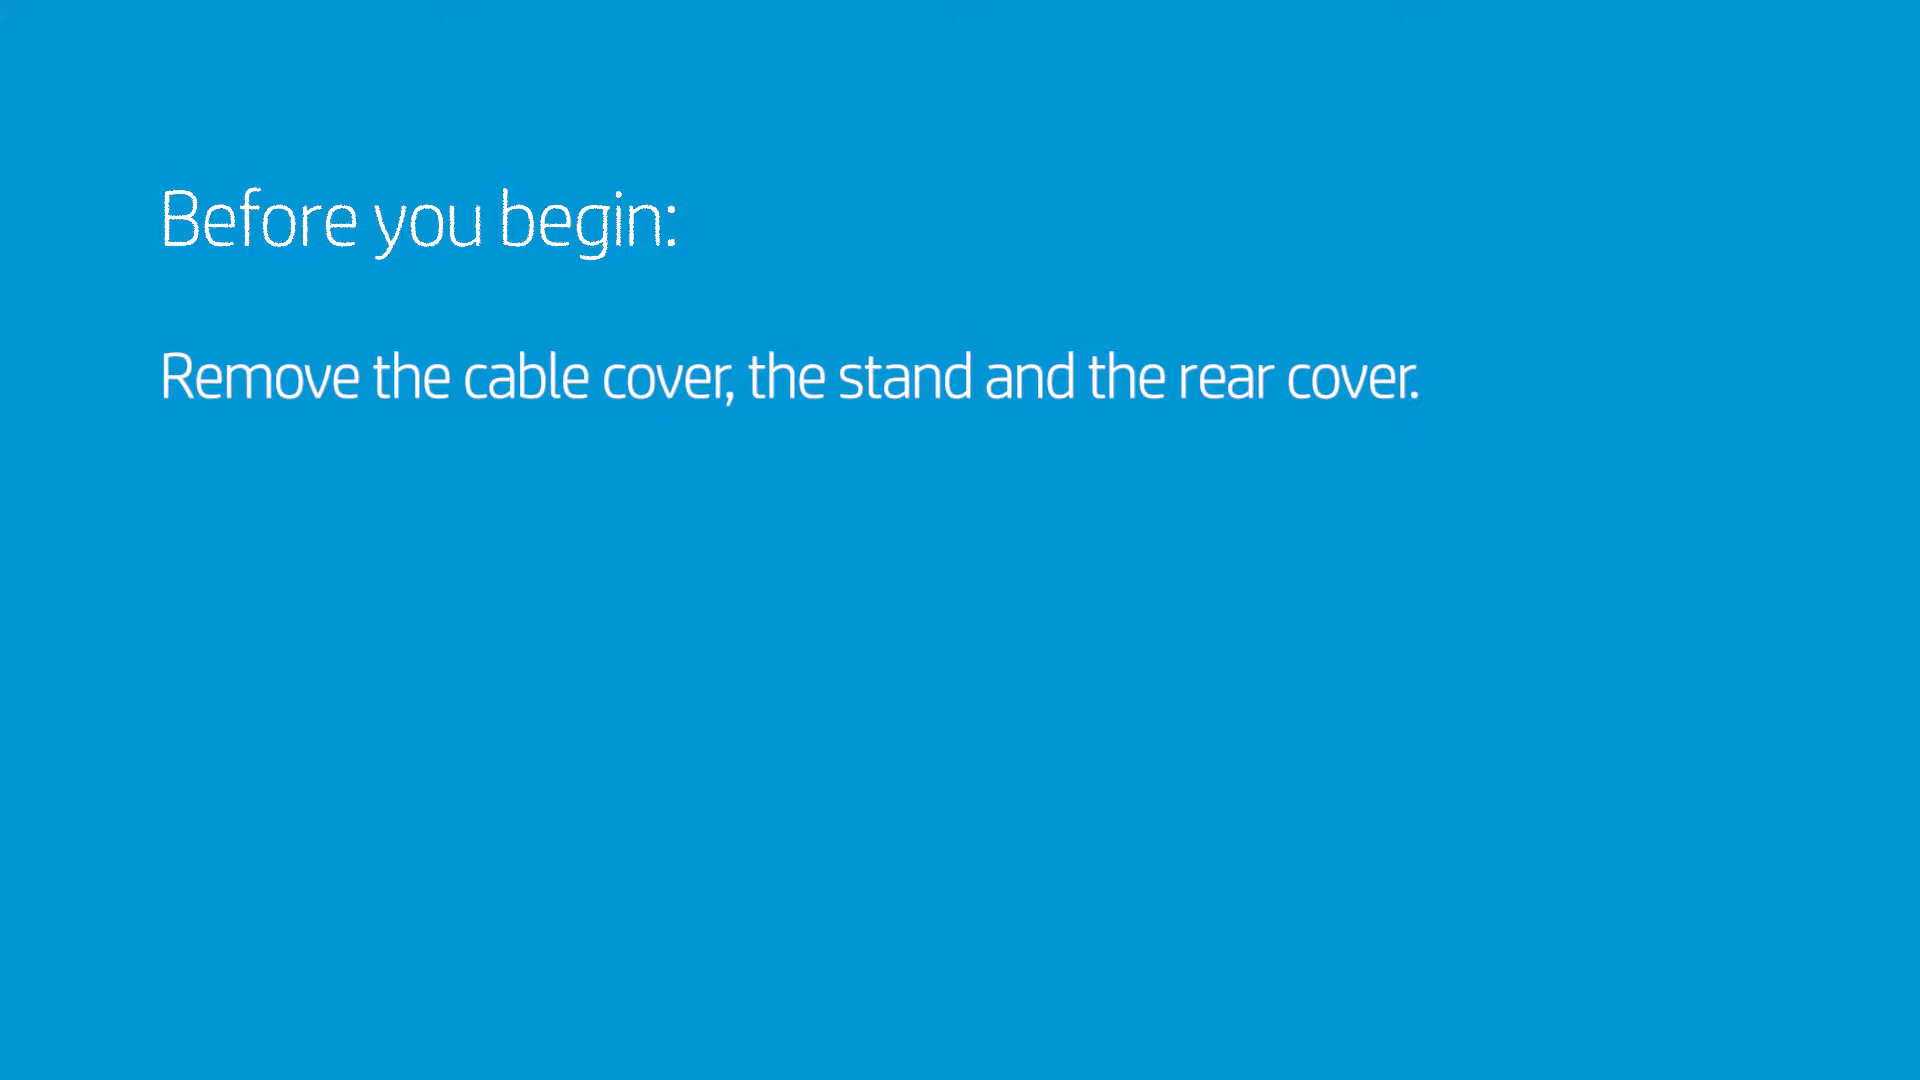 Before you begin:
Remove the cable cover, the stand and the rear cover.